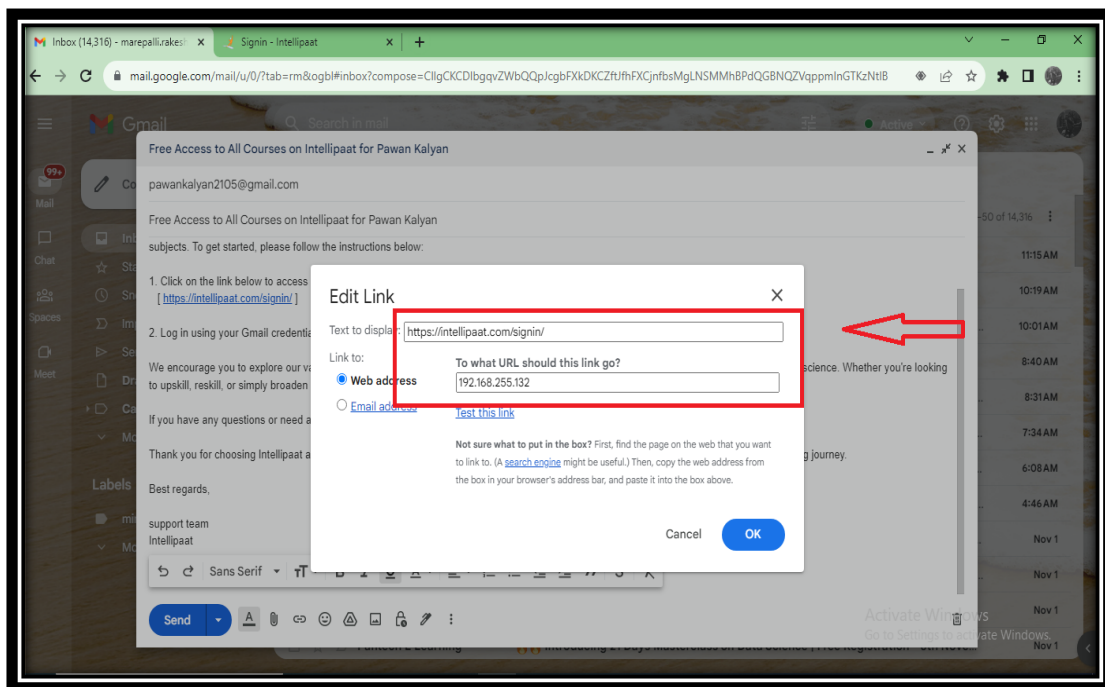 Inbox (14,316) - marepalli.rakesh
Signin - Intellipaat
mail.google.com/mail/u/0/?tab=rm&ogbl#inbox?compose=
Gmail
Search in mail
Active
99+
Mail
Chat
Spaces
Meet
Labels
Free Access to All Courses on Intellipaat for Pawan Kalyan
pawankalyan2105@gmail.com
Free Access to All Courses on Intellipaat for Pawan Kalyan
-50 of 14,316
subjects. To get started, please follow the instructions below:
1. Click on the link below to access
[ https://intellipaat.com/signin/ ]
2. Log in using your Gmail credentia
We encourage you to explore our va
science. Whether you're looking
to upskill, reskill, or simply broaden
If you have any questions or need a
Thank you for choosing Intellipaat a
g journey.
Best regards,
support team
Intellipaat
Edit Link
Text to display: https://intellipaat.com/signin/
Link to:
Web address
Email address
To what URL should this link go?
192.168.255.132
Test this link
Not sure what to put in the box? First, find the page on the web that you want
to link to. (A search engine might be useful.) Then, copy the web address from
the box in your browser's address bar, and paste it into the box above.
Cancel
OK
Sans Serif
Send
11:15 AM
10:19 AM
10:01 AM
8:40 AM
8:31 AM
7:34 AM
6:08 AM
4:46 AM
Nov 1
Nov 1
Nov 1
Nov 1
Activate Windows
Go to Settings to activate Windows.